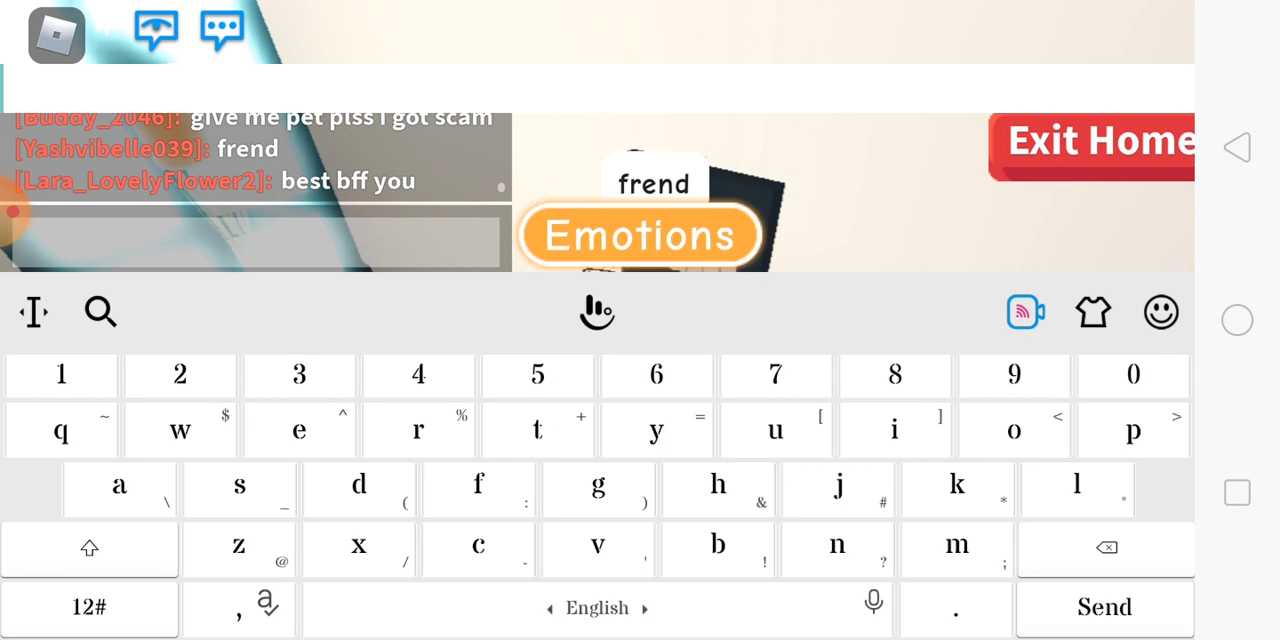 [Buddy_2046]: give me pet plss I got scam
[Yashvibelle039]: frend
[Lara_LovelyFlower2]: best bff you
frend
Emotions
Exit Home
1 2 3 4 5 6 7 8 9 0
q ~ w $ e ^ r % t + y = u [ i ] o < p >
a \ s _ d ( f : g ) h & j # k * l "
z @ x / c - v ' b ! n ? m ;
12# , a English . Send